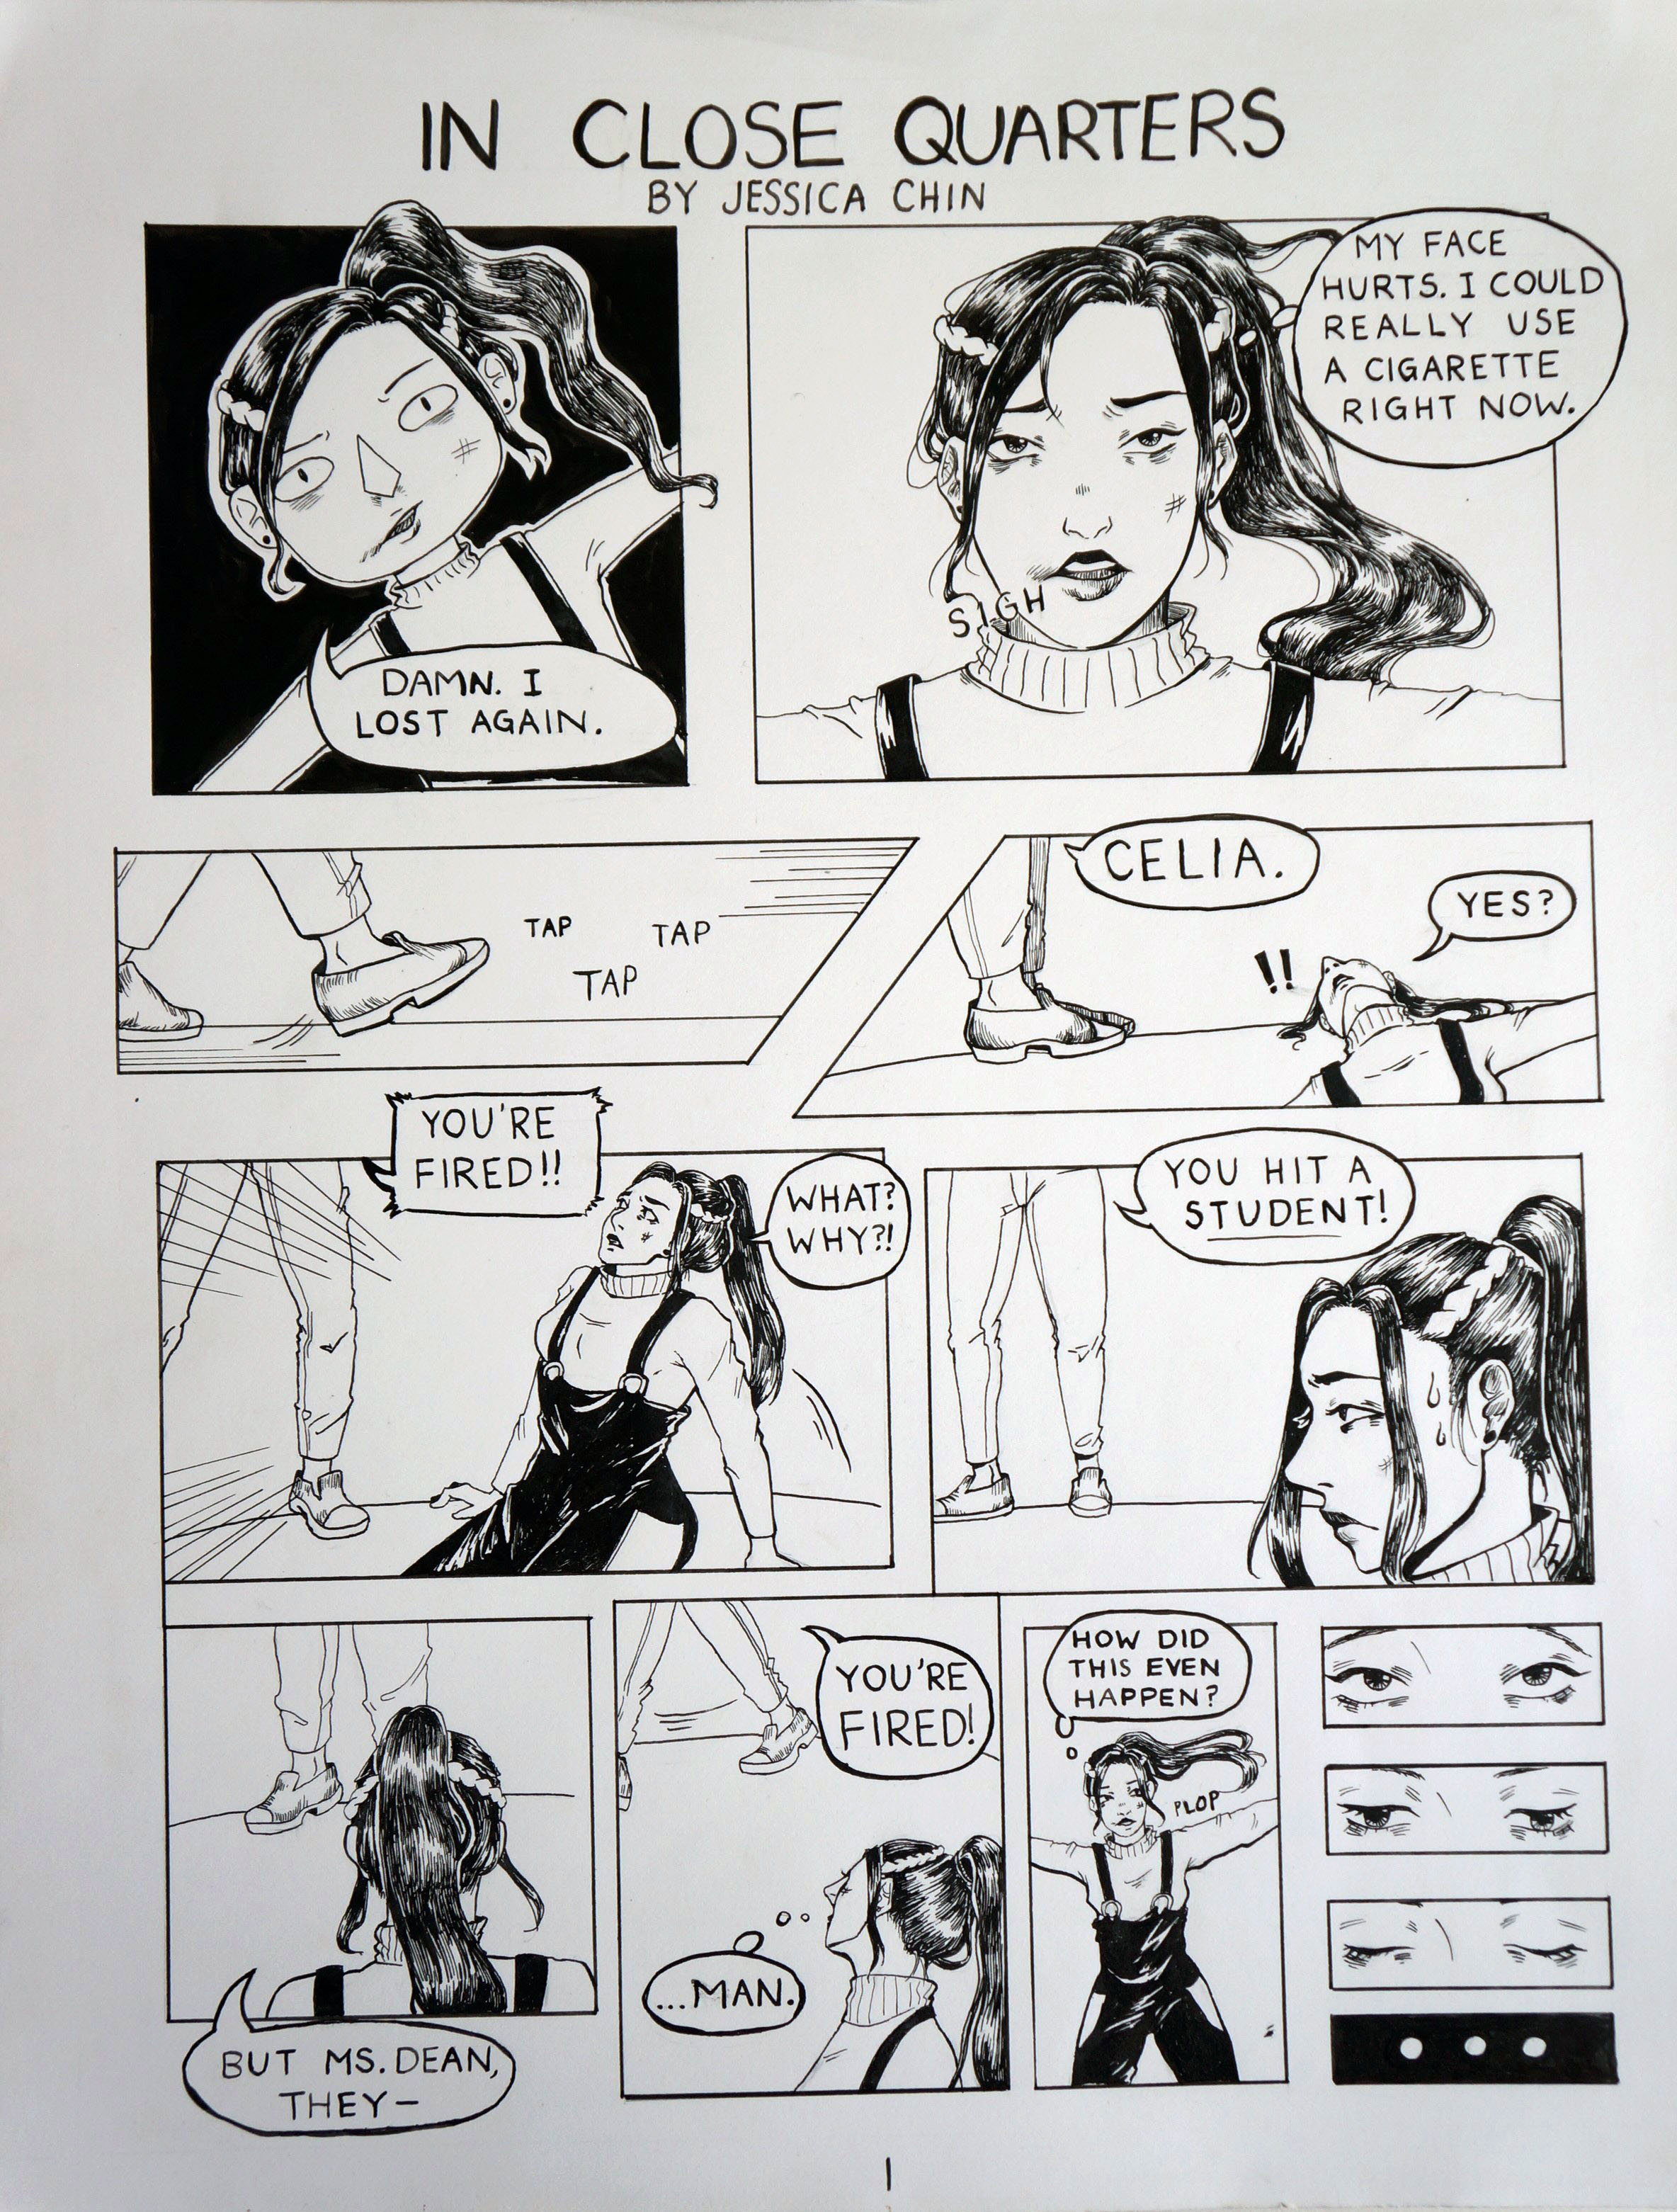 IN CLOSE QUARTERS
BY JESSICA CHIN
DAMN. I
LOST AGAIN.
MY FACE
HURTS. I COULD
REALLY USE
A CIGARETTE
RIGHT NOW.
SIGH
TAP
TAP
TAP
CELIA.
YES?
!!
YOU'RE
FIRED!!
WHAT?
WHY?!
YOU HIT A
STUDENT!
BUT MS. DEAN,
THEY-
YOU'RE
FIRED!
...MAN.
HOW DID
THIS EVEN
HAPPEN?
PLOP
1